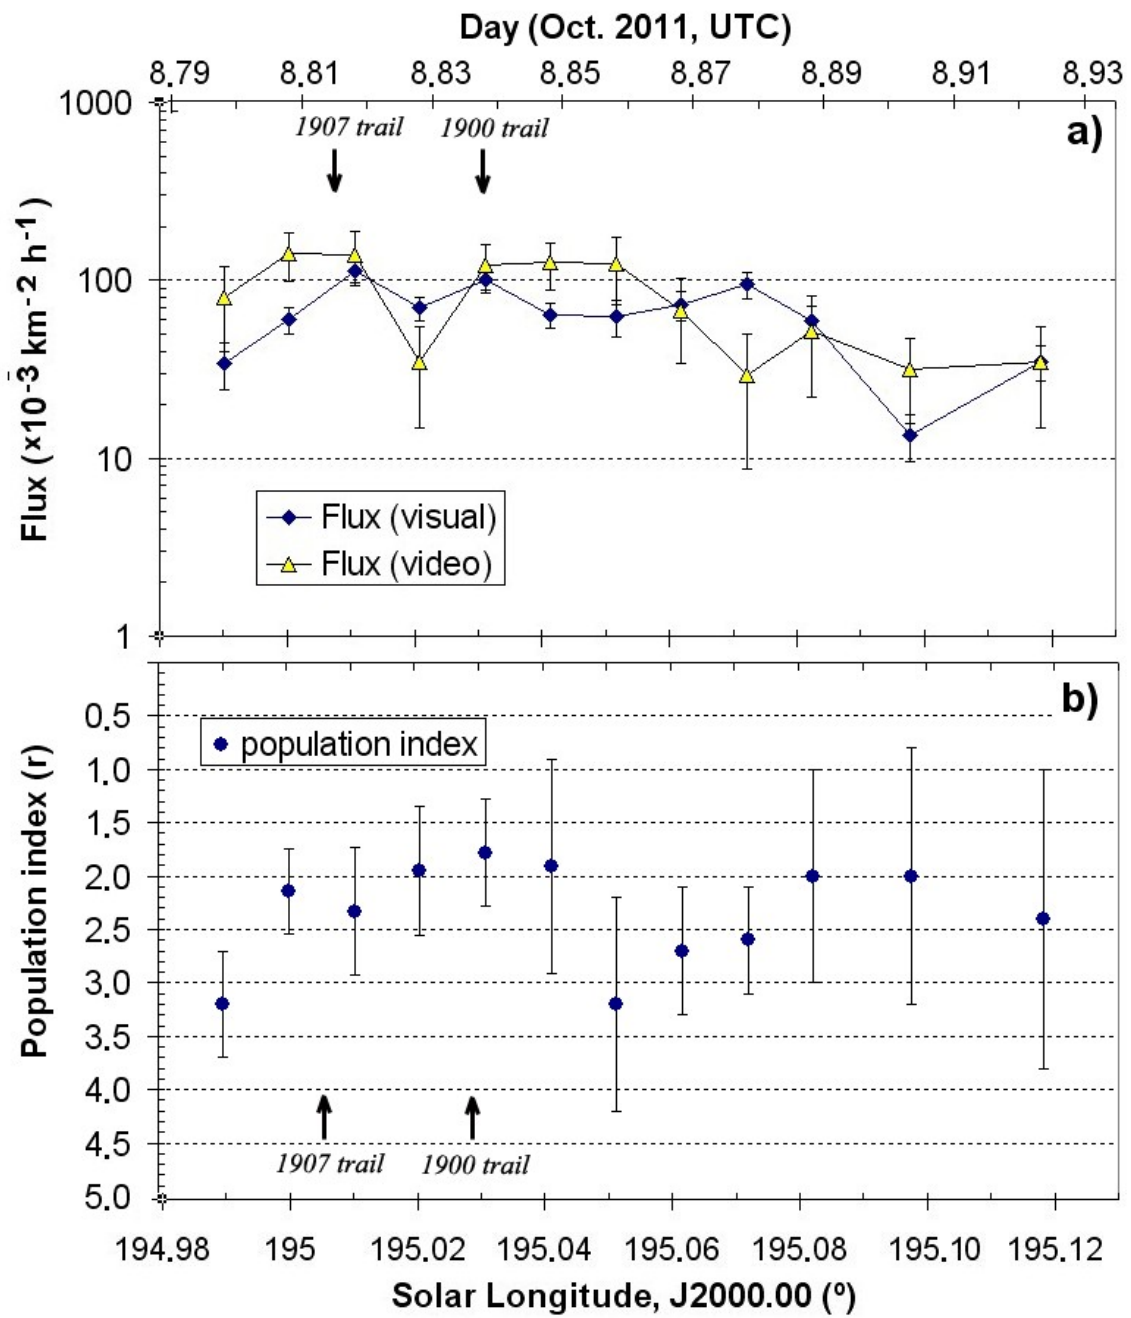 Day (Oct. 2011, UTC)
8.79 8.81 8.83 8.85 8.87 8.89 8.91 8.93
1000
1907 trail 1900 trail
a)
100
10
1
Flux (x10⁻³ km⁻² h⁻¹)
Flux (visual)
Flux (video)
b)
0,5
1.0
1.5
2.0
2.5
3.0
3.5
4.0
4.5
5.0
Population index (r)
population index
1907 trail 1900 trail
194.98 195 195.02 195.04 195.06 195.08 195.10 195.12
Solar Longitude, J2000.00 (º)